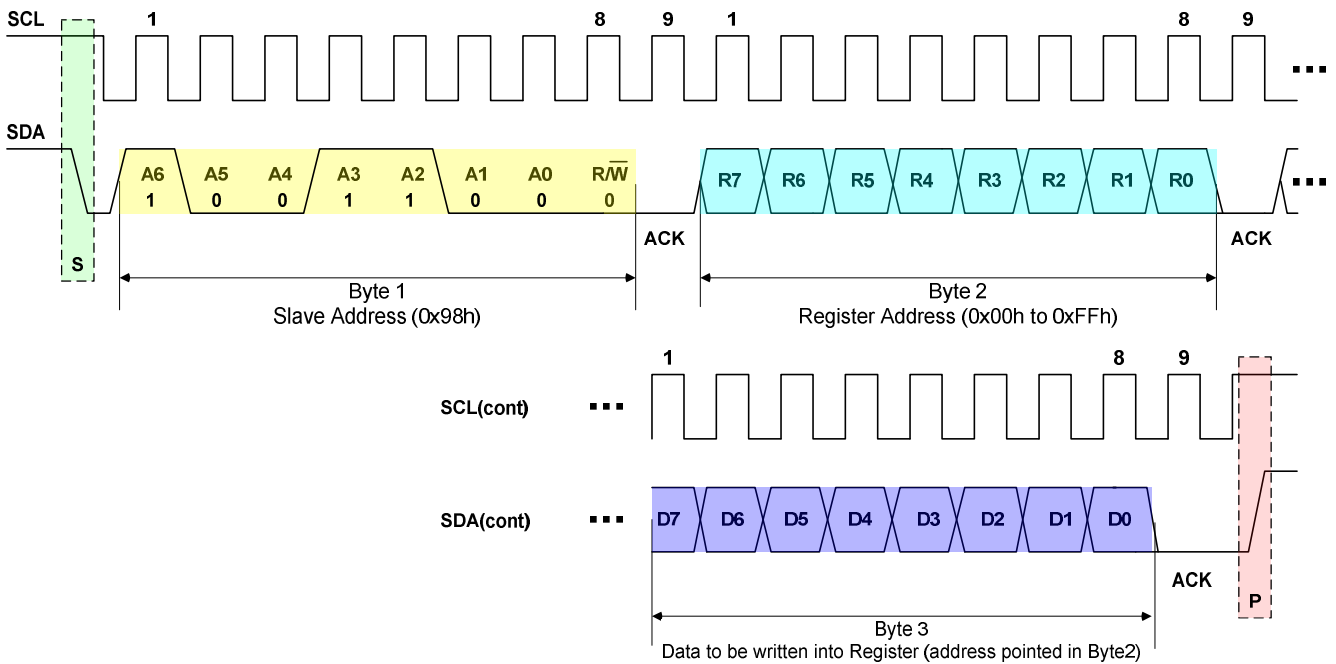 SCL 1 8 9 1 8 9
SDA
A6 A5 A4 A3 A2 A1 A0 R/W̅ R7 R6 R5 R4 R3 R2 R1 R0
1 0 0 1 1 0 0 0
ACK ACK
S
Byte 1 Byte 2
Slave Address (0x98h) Register Address (0x00h to 0xFFh)
1 8 9
SCL(cont)
SDA(cont) D7 D6 D5 D4 D3 D2 D1 D0
ACK
P
Byte 3
Data to be written into Register (address pointed in Byte2)